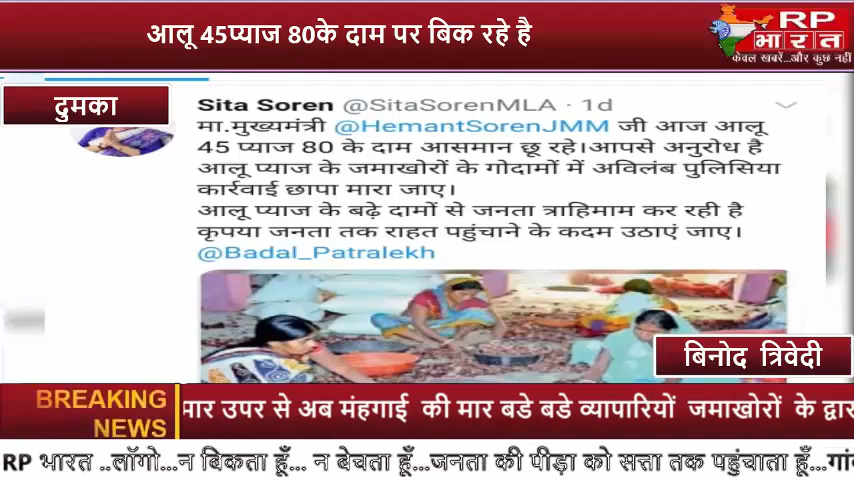 आलू 45प्याज 80के दाम पर बिक रहे है
RP
भारत
केवल खबरें...और कुछ नहीं
दुमका
Sita Soren @SitaSorenMLA · 1d
मा.मुख्यमंत्री @HemantSorenJMM जी आज आलू
45 प्याज 80 के दाम आसमान छू रहे।आपसे अनुरोध है
आलू प्याज के जमाखोरों के गोदामों में अविलंब पुलिसिया
कार्रवाई छापा मारा जाए।
आलू प्याज के बढ़े दामों से जनता त्राहिमाम कर रही है
कृपया जनता तक राहत पहुंचाने के कदम उठाएं जाए।
@Badal_Patralekh
बिनोद त्रिवेदी
BREAKING
NEWS
मार उपर से अब मंहगाई की मार बडे बडे व्यापारियों जमाखोरों के द्वार
RP भारत ..लॉगो...न बिकता हूँ... न बेचता हूँ...जनता की पीड़ा को सत्ता तक पहुंचाता हूँ...गां